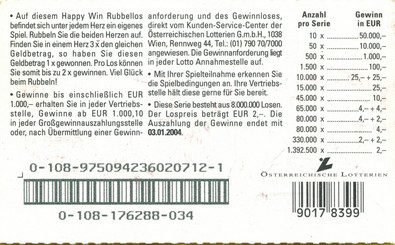 • Auf diesem Happy Win Rubbellos
befindet sich unter jedem Herz ein eigenes
Spiel. Rubbeln Sie die beiden Herzen auf.
Finden Sie in einem Herz 3 x den gleichen
Geldbetrag, so haben Sie diesen
Geldbetrag 1 x gewonnen. Pro Los können
Sie somit bis zu 2 x gewinnen. Viel Glück
beim Rubbeln!
• Gewinne bis einschließlich EUR
1.000,– erhalten Sie in jeder Vertriebs-
stelle, Gewinne ab EUR 1.000,10
in jeder Großgewinnauszahlungsstelle
oder, nach Übermittlung einer Gewinn-
anforderung und des Gewinnloses,
direkt vom Kunden-Service-Center der
Österreichischen Lotterien G.m.b.H., 1038
Wien, Rennweg 44, Tel.: (01) 790 70/7000
angewiesen. Die Gewinnanforderung liegt
in jeder Lotto Annahmestelle auf.
• Mit Ihrer Spielteilnahme erkennen Sie
die Spielbedingungen an. Ihre Vertriebs-
stelle hält diese gerne für Sie bereit.
• Diese Serie besteht aus 8.000.000 Losen.
Der Lospreis beträgt EUR 2,–. Die
Auszahlung der Gewinne endet mit
03.01.2004.
Anzahl Gewinn
pro Serie in EUR
10 x 50.000,–
50 x 10.000,–
500 x 1.000,–
1.500 x 100,–
10.000 x 25,– + 25,–
15.000 x 25,–
45.000 x 10,– + 10,–
65.000 x 10,–
80.000 x 4,– + 4,–
80.000 x 4,–
330.000 x 2,– + 2,–
1.392.500 x 2,–
Österreichische Lotterien
0-108-975094236020712-1
0-108-176288-034
9017 8399